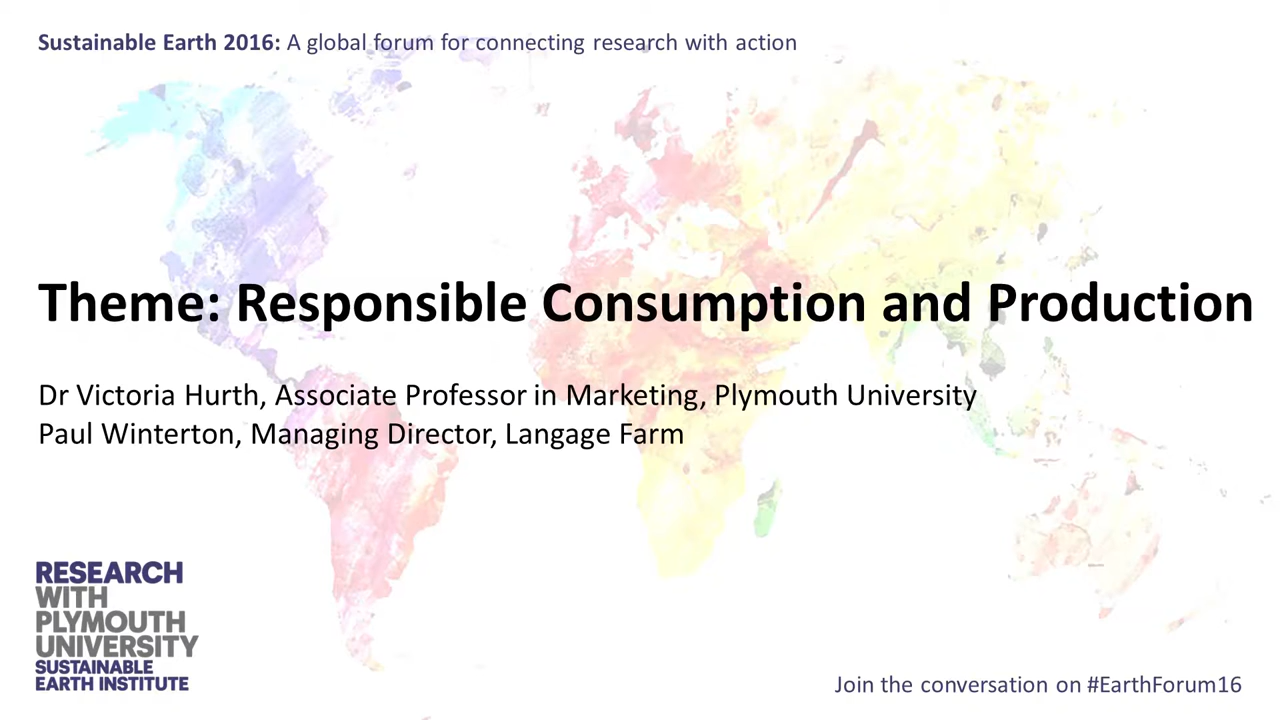 Sustainable Earth 2016: A global forum for connecting research with action
Theme: Responsible Consumption and Production
Dr Victoria Hurth, Associate Professor in Marketing, Plymouth University
Paul Winterton, Managing Director, Langage Farm
RESEARCH
WITH
PLYMOUTH
UNIVERSITY
SUSTAINABLE
EARTH INSTITUTE
Join the conversation on #EarthForum16